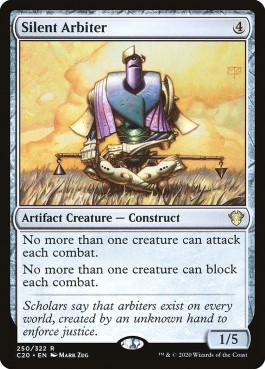 Silent Arbiter 4
Artifact Creature — Construct
No more than one creature can attack
each combat.
No more than one creature can block
each combat.
Scholars say that arbiters exist on every
world, created by an unknown hand to
enforce justice.
1/5
250/322 R
C20 • EN MARK ZUG
™ & © 2020 Wizards of the Coast